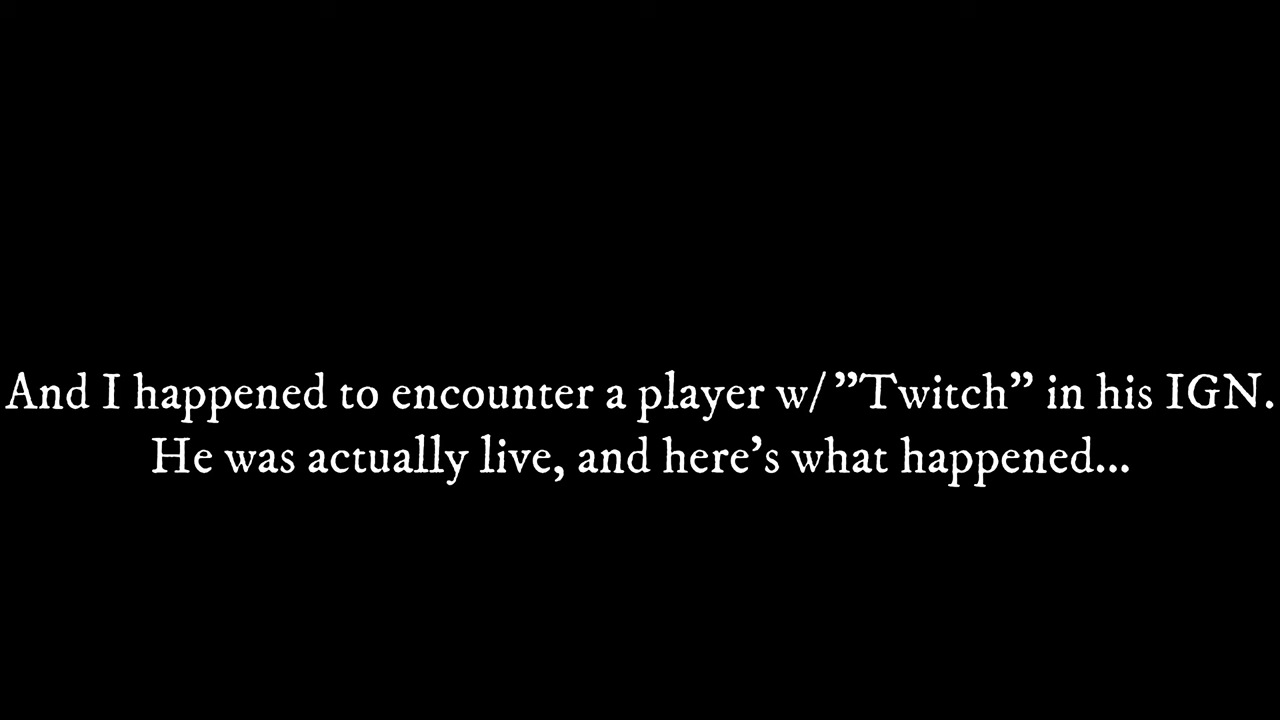 And I happened to encounter a player w/ ”Twitch” in his IGN.
He was actually live, and here’s what happened...